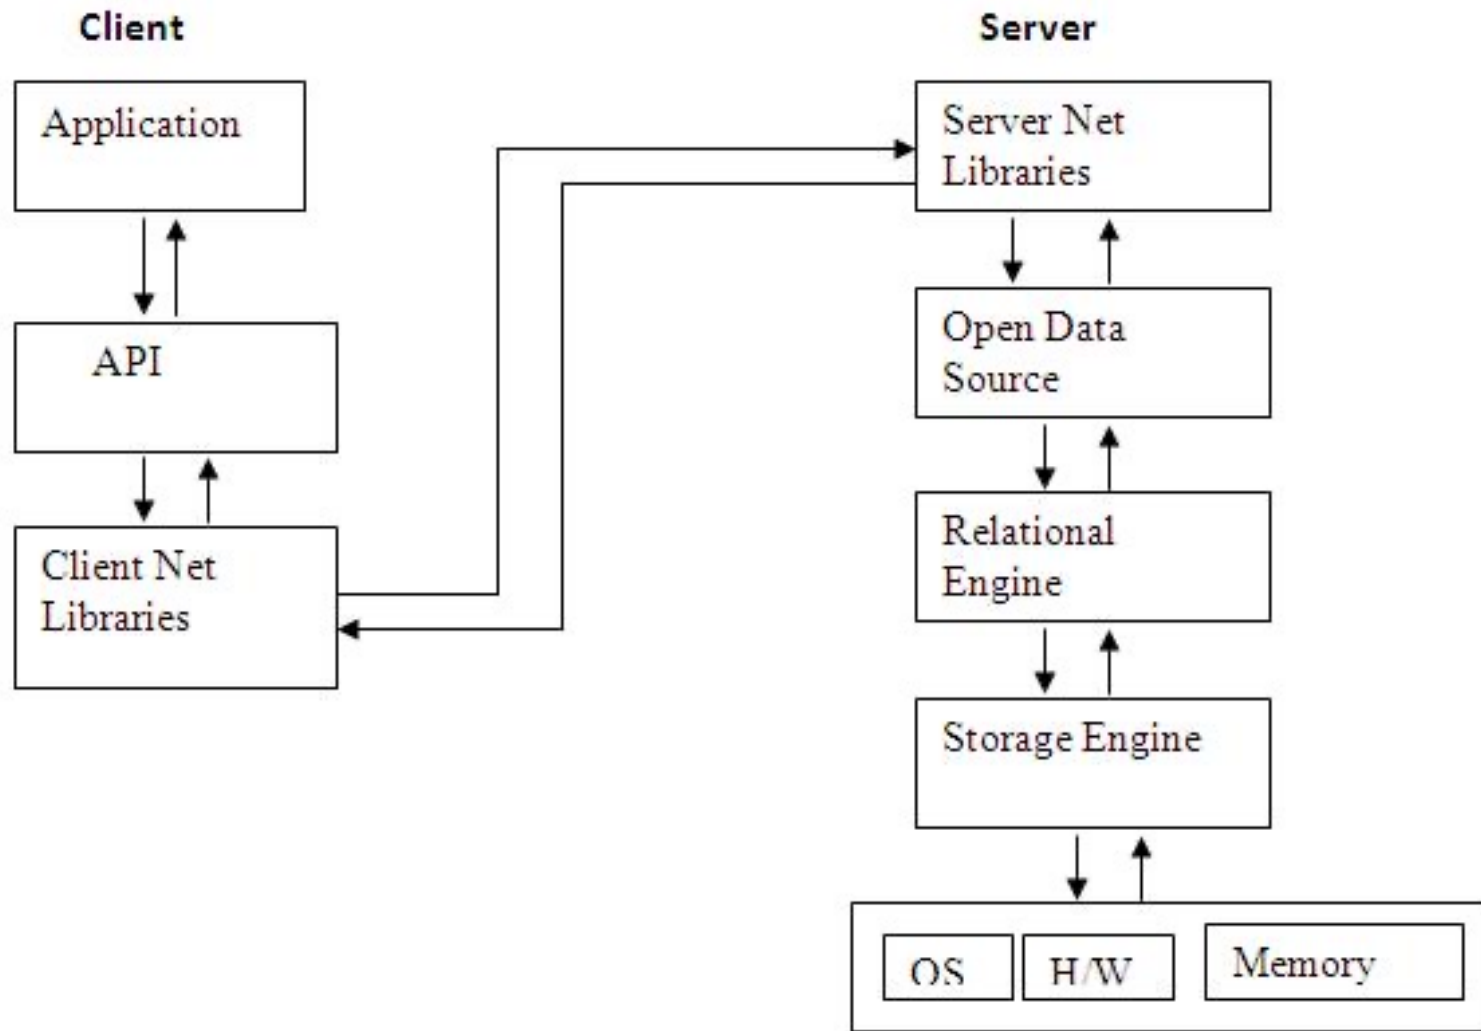 Client
Application
API
Client Net
Libraries
Server
Server Net
Libraries
Open Data
Source
Relational
Engine
Storage Engine
OS
H/W
Memory